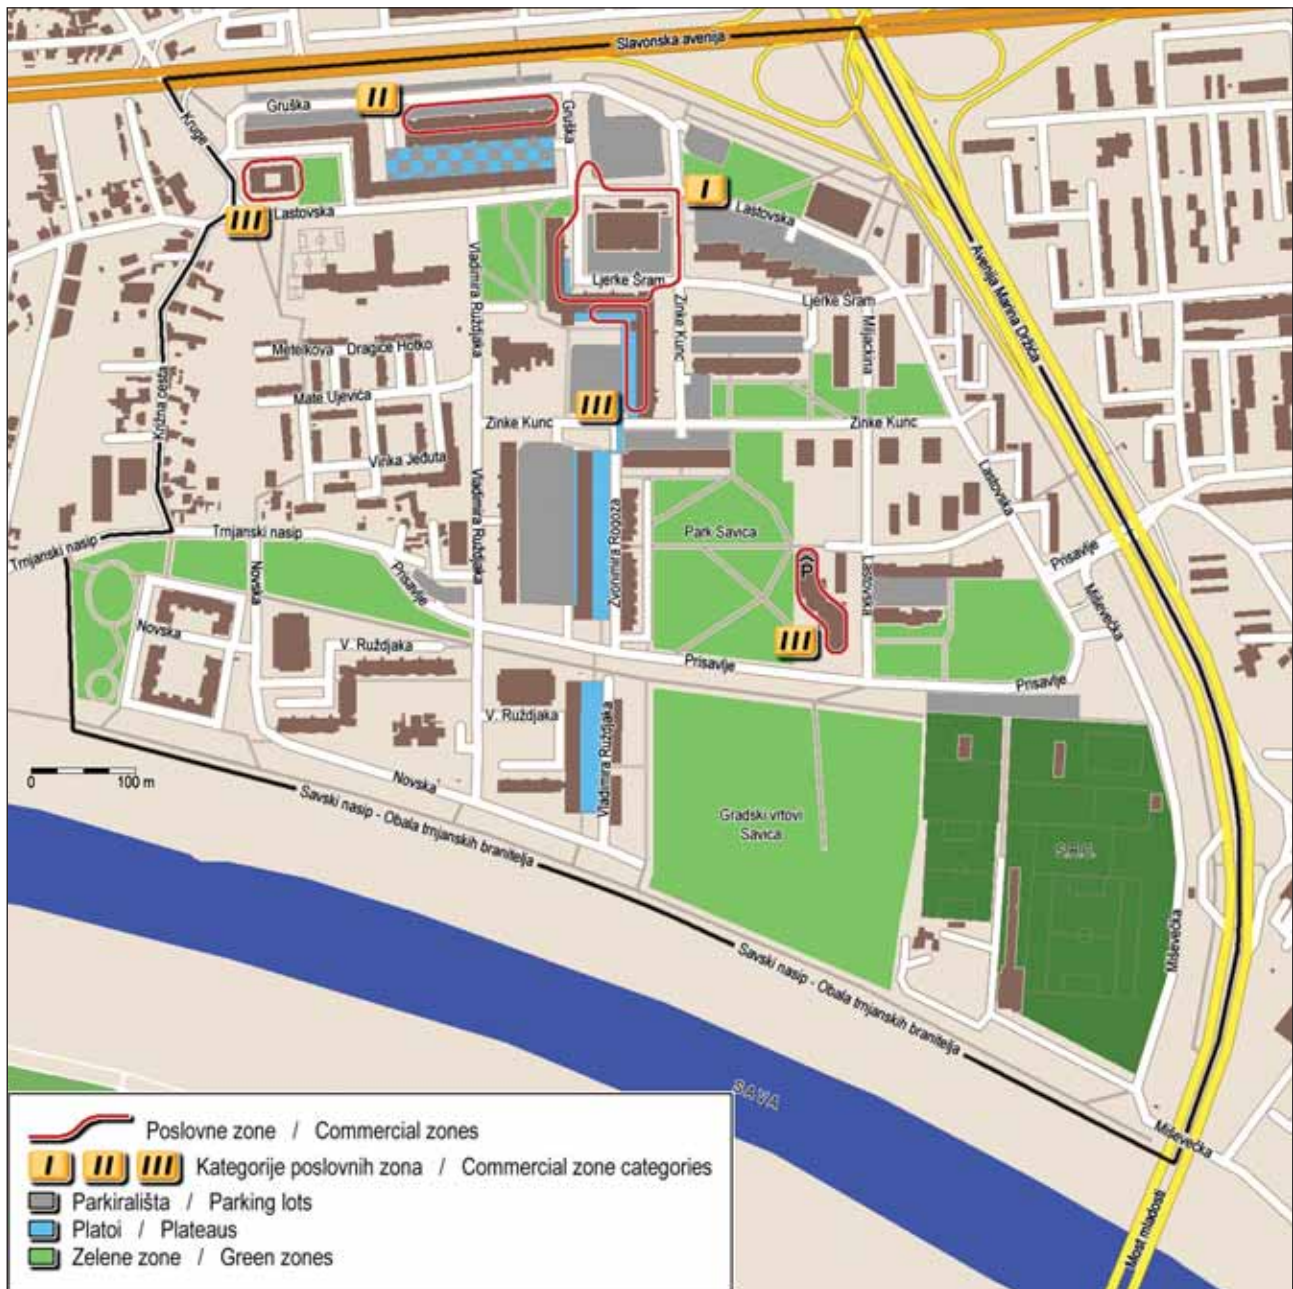 Slavonska avenija
Gruška
II
Gruška
Kruge
I
III
Lastovska
Lastovska
Vladimira Ruždjaka
Avenija Marina Držića
Ljerke Šram
Ljerke Šram
Zinke Kunc
Miljackina
Metelkova
Dragice Hotko
Mate Ujevića
Križna cesta
III
Zinke Kunc
Zinke Kunc
Vinka Jeđuta
Vladimira Ruždjaka
Lastovska
Zvonimira Rogoza
Park Savica
Trnjanski nasip
Trnjanski nasip
Prisavlje
Prisavlje
Novska
P
Lastovska
Miševečka
Novska
V. Ruždjaka
III
Prisavlje
Prisavlje
V. Ruždjaka
Vladimira Ruždjaka
0 100 m
Novska
Savski nasip - Obala trnjanskih branitelja
Gradski vrtovi
Savica
Š.R.C.
Miševečka
Savski nasip - Obala trnjanskih branitelja
SAVA
Miševečka
Most mladosti
Poslovne zone / Commercial zones
I II III Kategorije poslovnih zona / Commercial zone categories
Parkirališta / Parking lots
Platoi / Plateaus
Zelene zone / Green zones